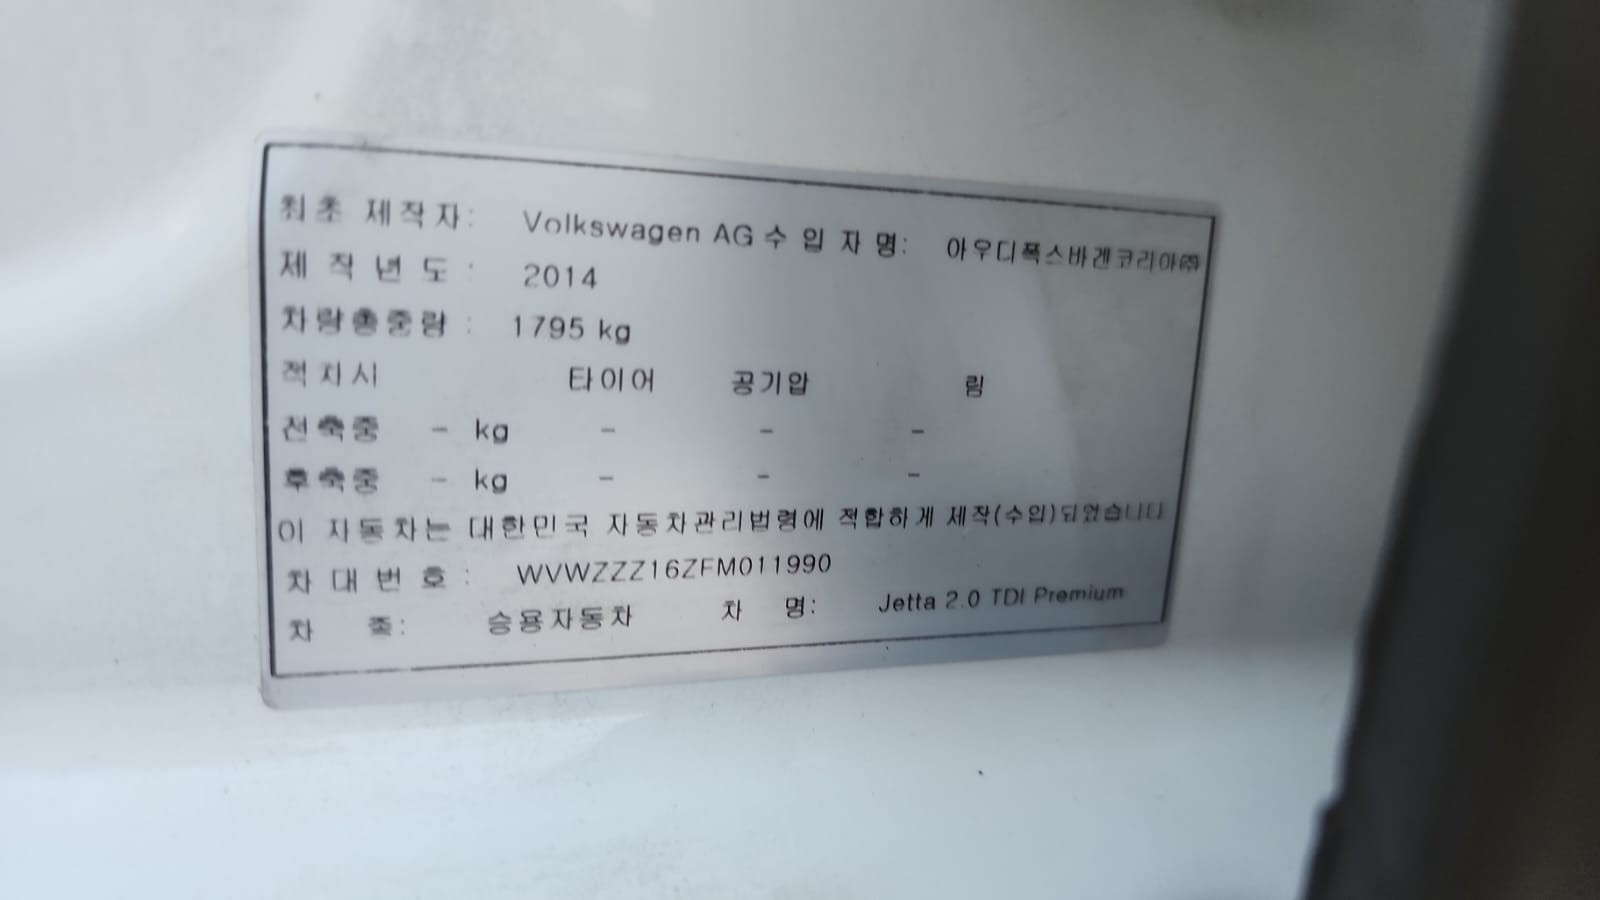 최초 제작자: Volkswagen AG 수 입 자 명: 아우디폭스바겐코리아㈜
제 작 년 도 : 2014
차량총중량 : 1795 kg
적치시 타이어 공기압 림
전축중 - kg - - -
후축중 - kg - - -
이 자동차는 대한민국 자동차관리법령에 적합하게 제작(수입)되었습니다
차 대 번 호 : WVWZZZ16ZFM011990
차 종: 승용자동차 차 명: Jetta 2.0 TDI Premium